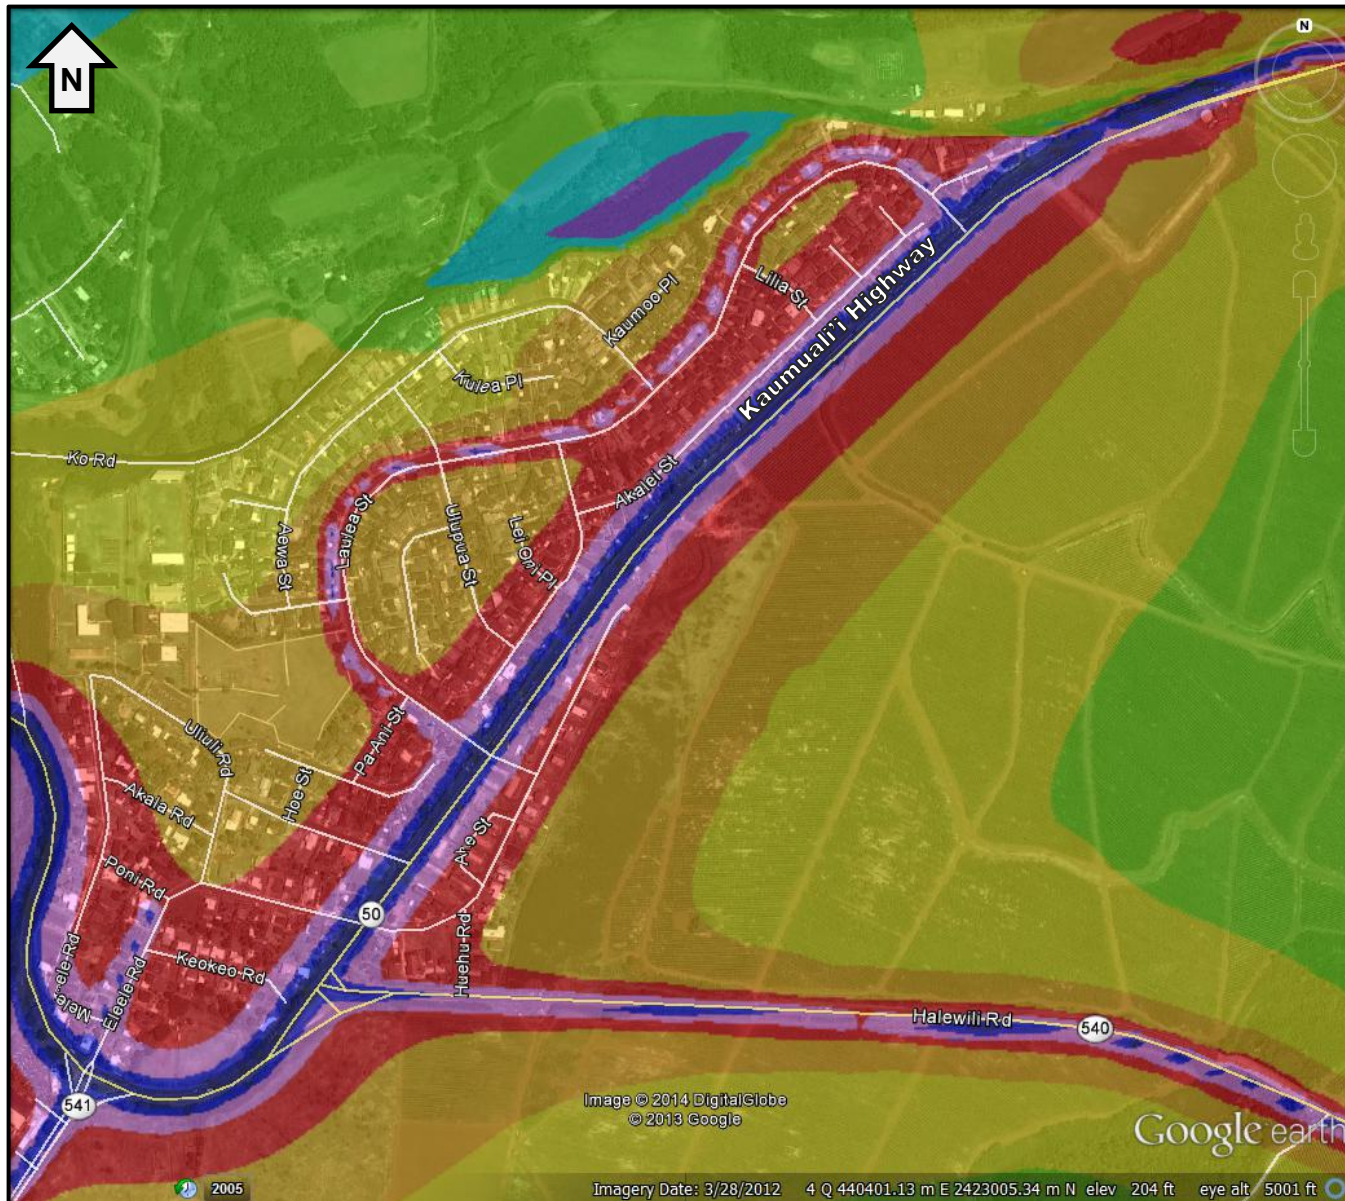 N
N
Kaumuali'i Highway
Lilia St
Kaumoo Pl
Kulea Pl
Ko Rd
Akalei St
Laulea St
Ulupua St
Lei Oni Pl
Aewa St
Pa Ani St
Uliuli Rd
Hoe St
Akala Rd
Ahe St
Poni Rd
50
Keokeo Rd
Huehu Rd
Eleele Rd
Mele
Halewili Rd
540
541
Image © 2014 DigitalGlobe
© 2013 Google
Google earth
2005
Imagery Date: 3/28/2012 4 Q 440401.13 m E 2423005.34 m N elev 204 ft eye alt 5001 ft